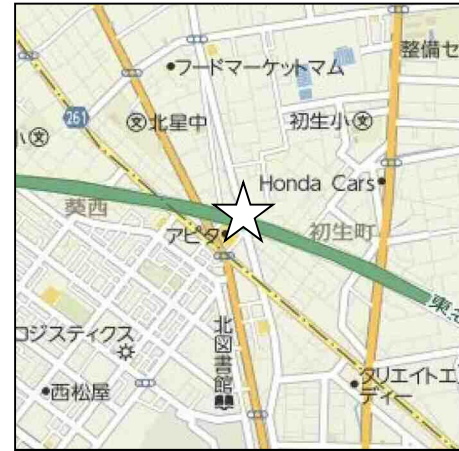 整備セ
フードマーケットマム
261
北星中
初生小
小
Honda Cars
葵西
初生町
アピタ
東名
ロジスティクス
北図書館
西松屋
クリエイトエ
ディー